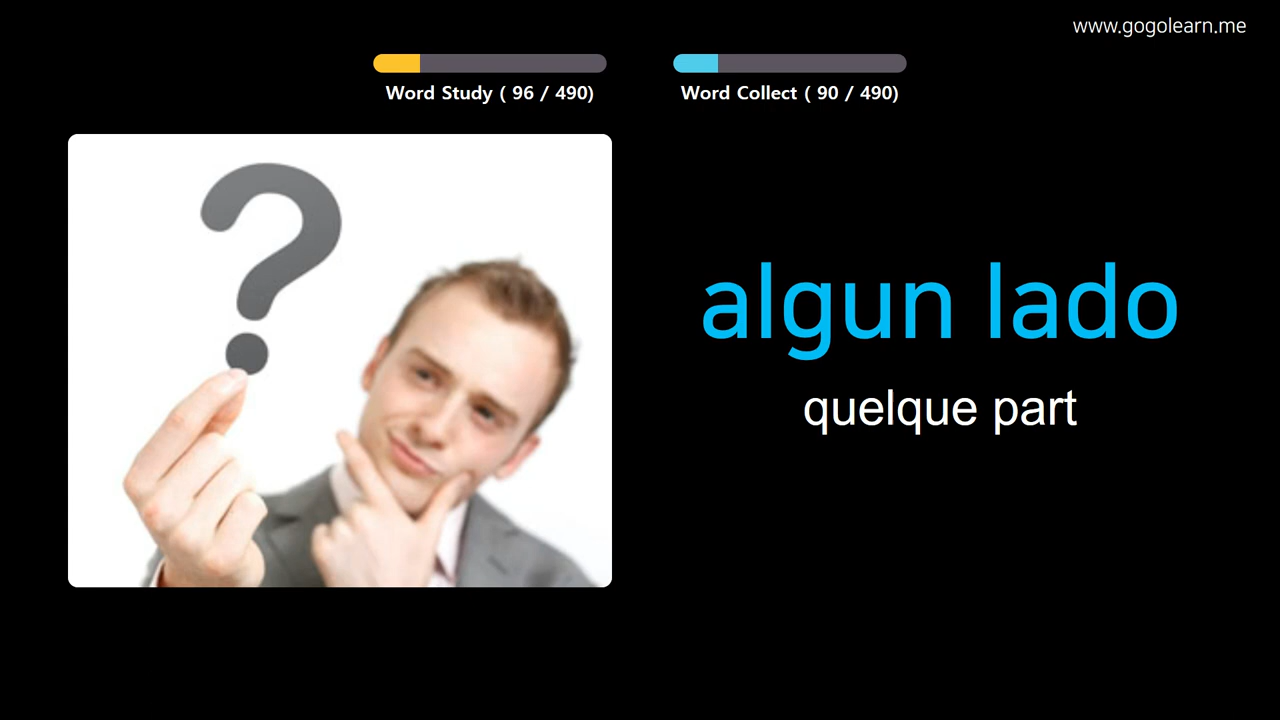 www.gogolearn.me
Word Study ( 96 / 490)
Word Collect ( 90 / 490)
?
algun lado
quelque part